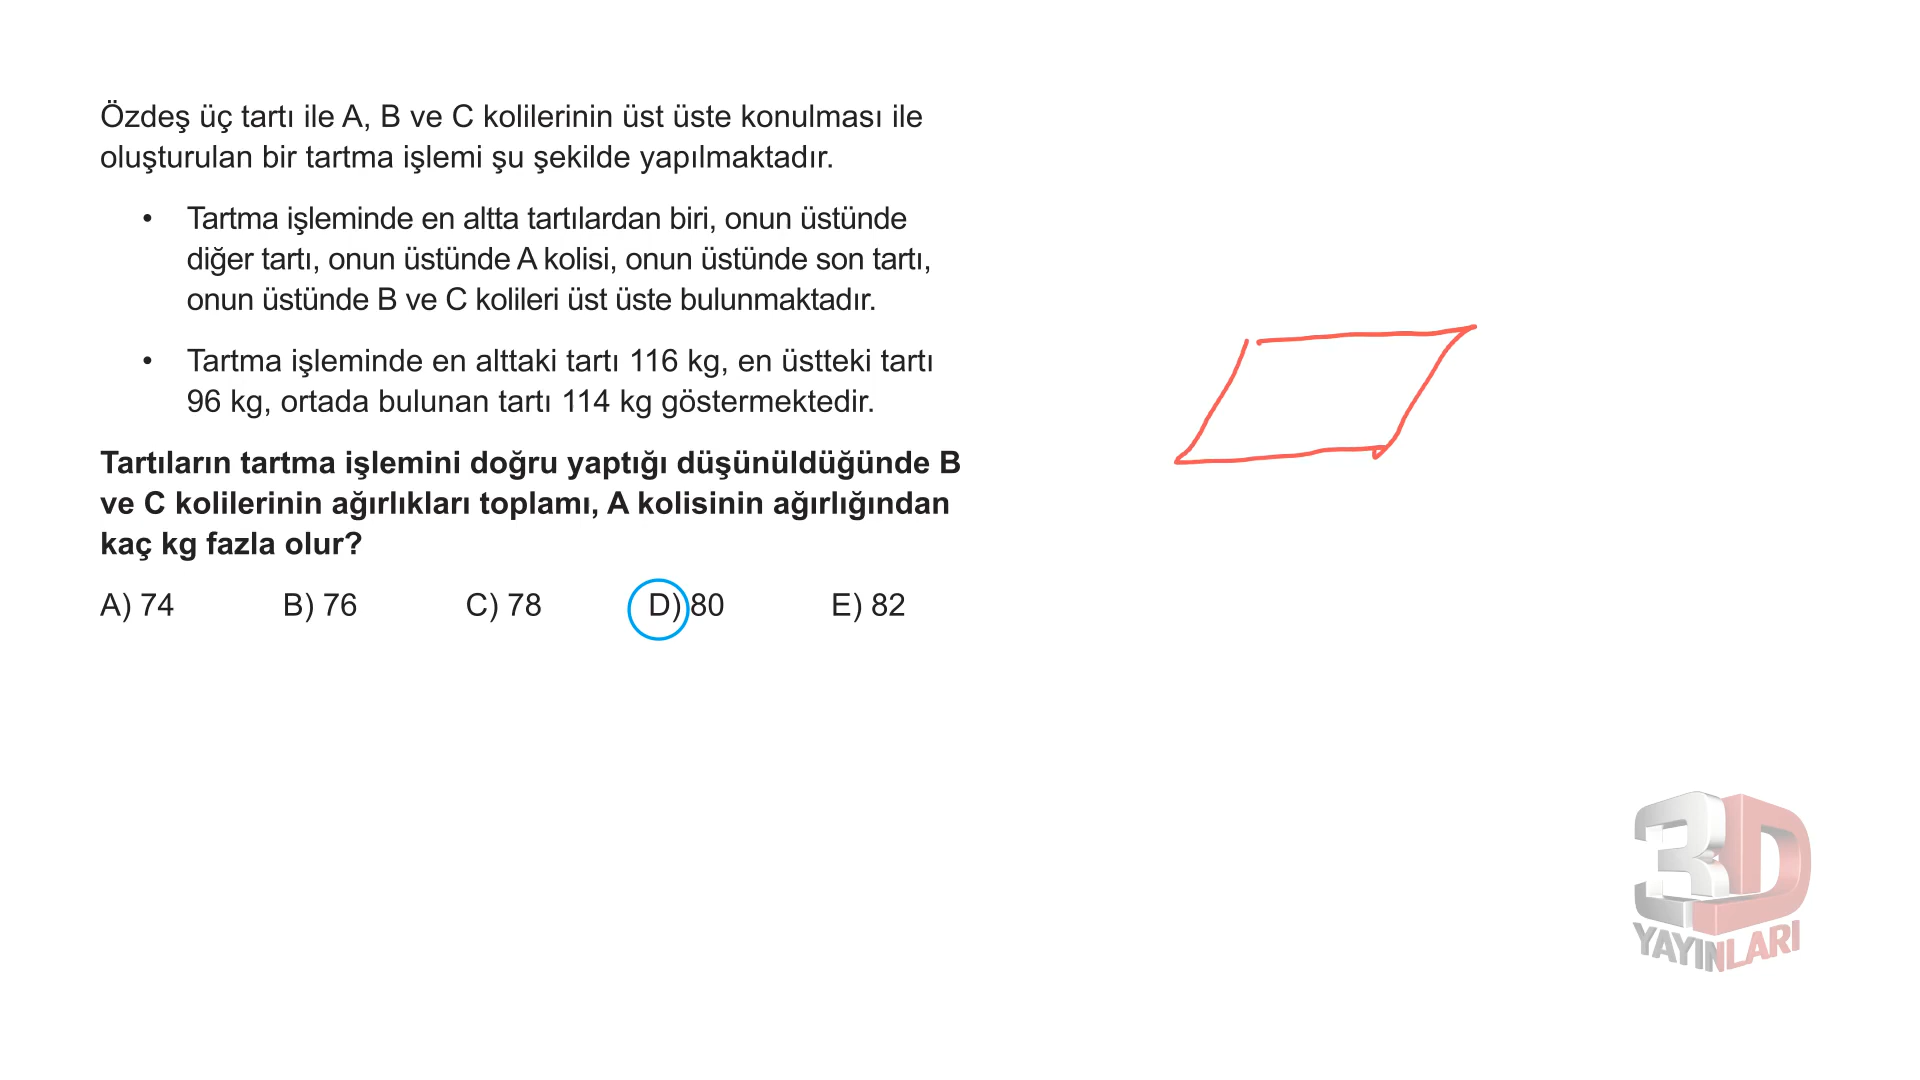 Özdeş üç tartı ile A, B ve C kolilerinin üst üste konulması ile
oluşturulan bir tartma işlemi şu şekilde yapılmaktadır.
• Tartma işleminde en altta tartılardan biri, onun üstünde
diğer tartı, onun üstünde A kolisi, onun üstünde son tartı,
onun üstünde B ve C kolileri üst üste bulunmaktadır.
• Tartma işleminde en alttaki tartı 116 kg, en üstteki tartı
96 kg, ortada bulunan tartı 114 kg göstermektedir.
Tartıların tartma işlemini doğru yaptığı düşünüldüğünde B
ve C kolilerinin ağırlıkları toplamı, A kolisinin ağırlığından
kaç kg fazla olur?
A) 74 B) 76 C) 78 D) 80 E) 82
3D
YAYINLARI